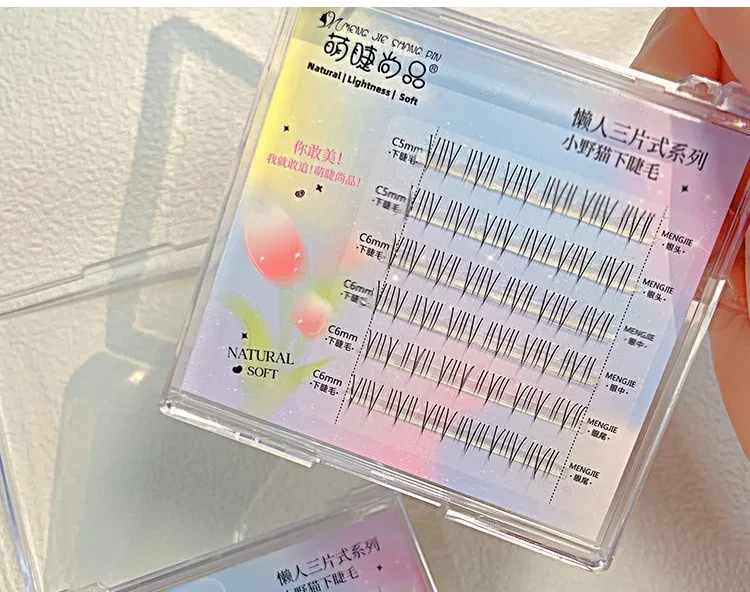 MENG JIE SHANG PIN
萌睫尚品®
Natural | Lightness | Soft
懒人三片式系列
小野猫下睫毛
你敢美!
我就敢追!萌睫尚品!
C5mm
·下睫毛·
MENGJIE
·眼头·
C5mm
·下睫毛·
MENGJIE
·眼头·
C6mm
·下睫毛·
MENGJIE
·眼中·
C6mm
·下睫毛·
MENGJIE
·眼中·
C6mm
·下睫毛·
MENGJIE
·眼尾·
C6mm
·下睫毛·
MENGJIE
·眼尾·
NATURAL
SOFT
懒人三片式系列
小野猫下睫毛